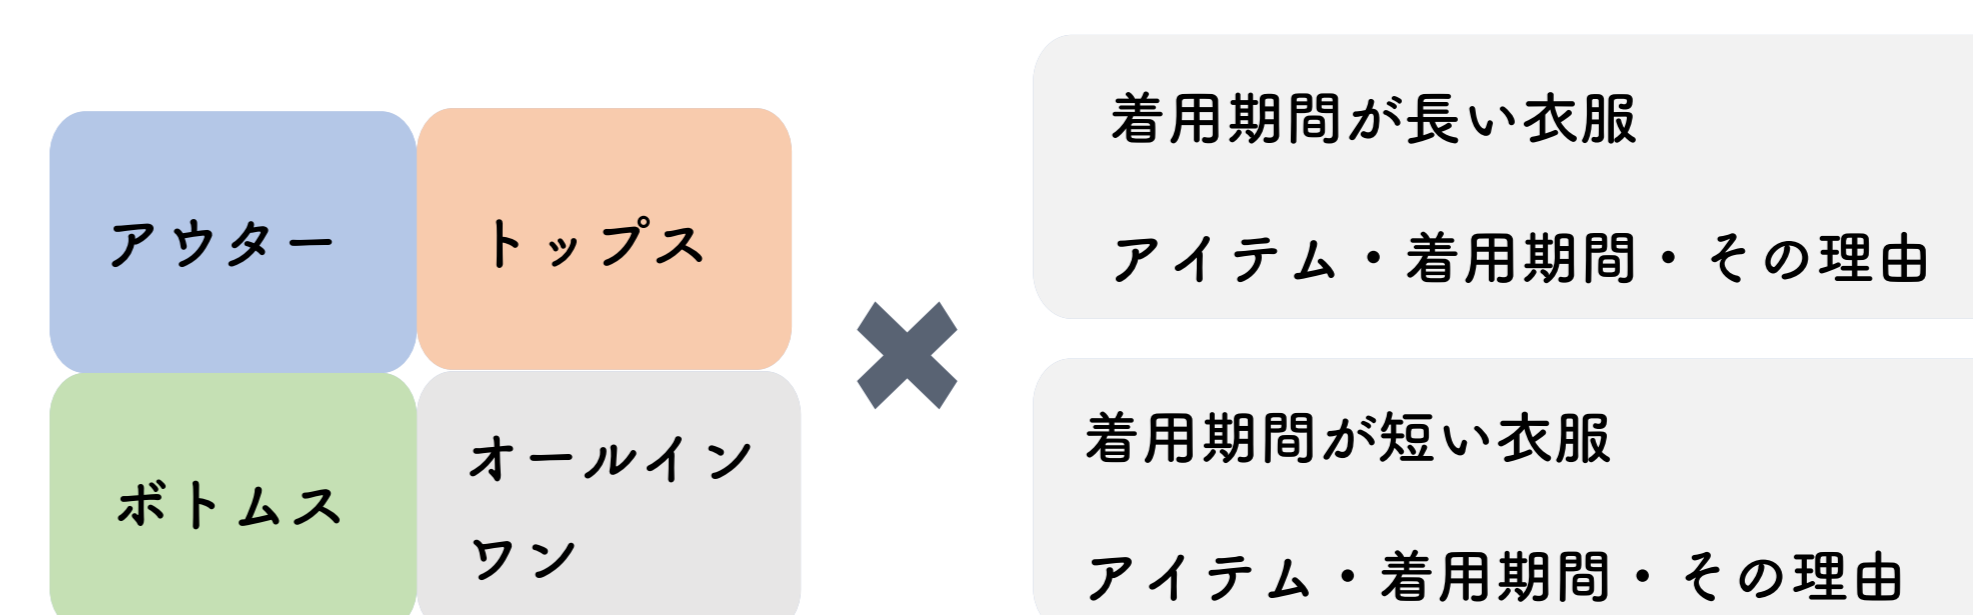 アウター
トップス
ボトムス
オールイン
ワン
着用期間が長い衣服
アイテム・着用期間・その理由
着用期間が短い衣服
アイテム・着用期間・その理由